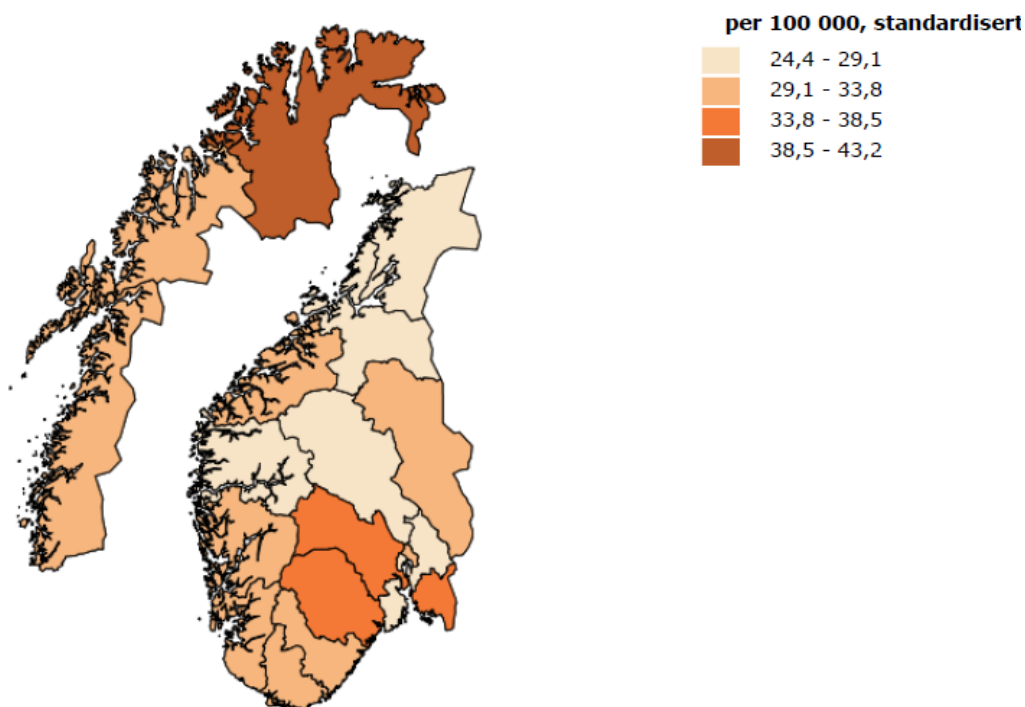 per 100 000, standardisert
24,4 - 29,1
29,1 - 33,8
33,8 - 38,5
38,5 - 43,2